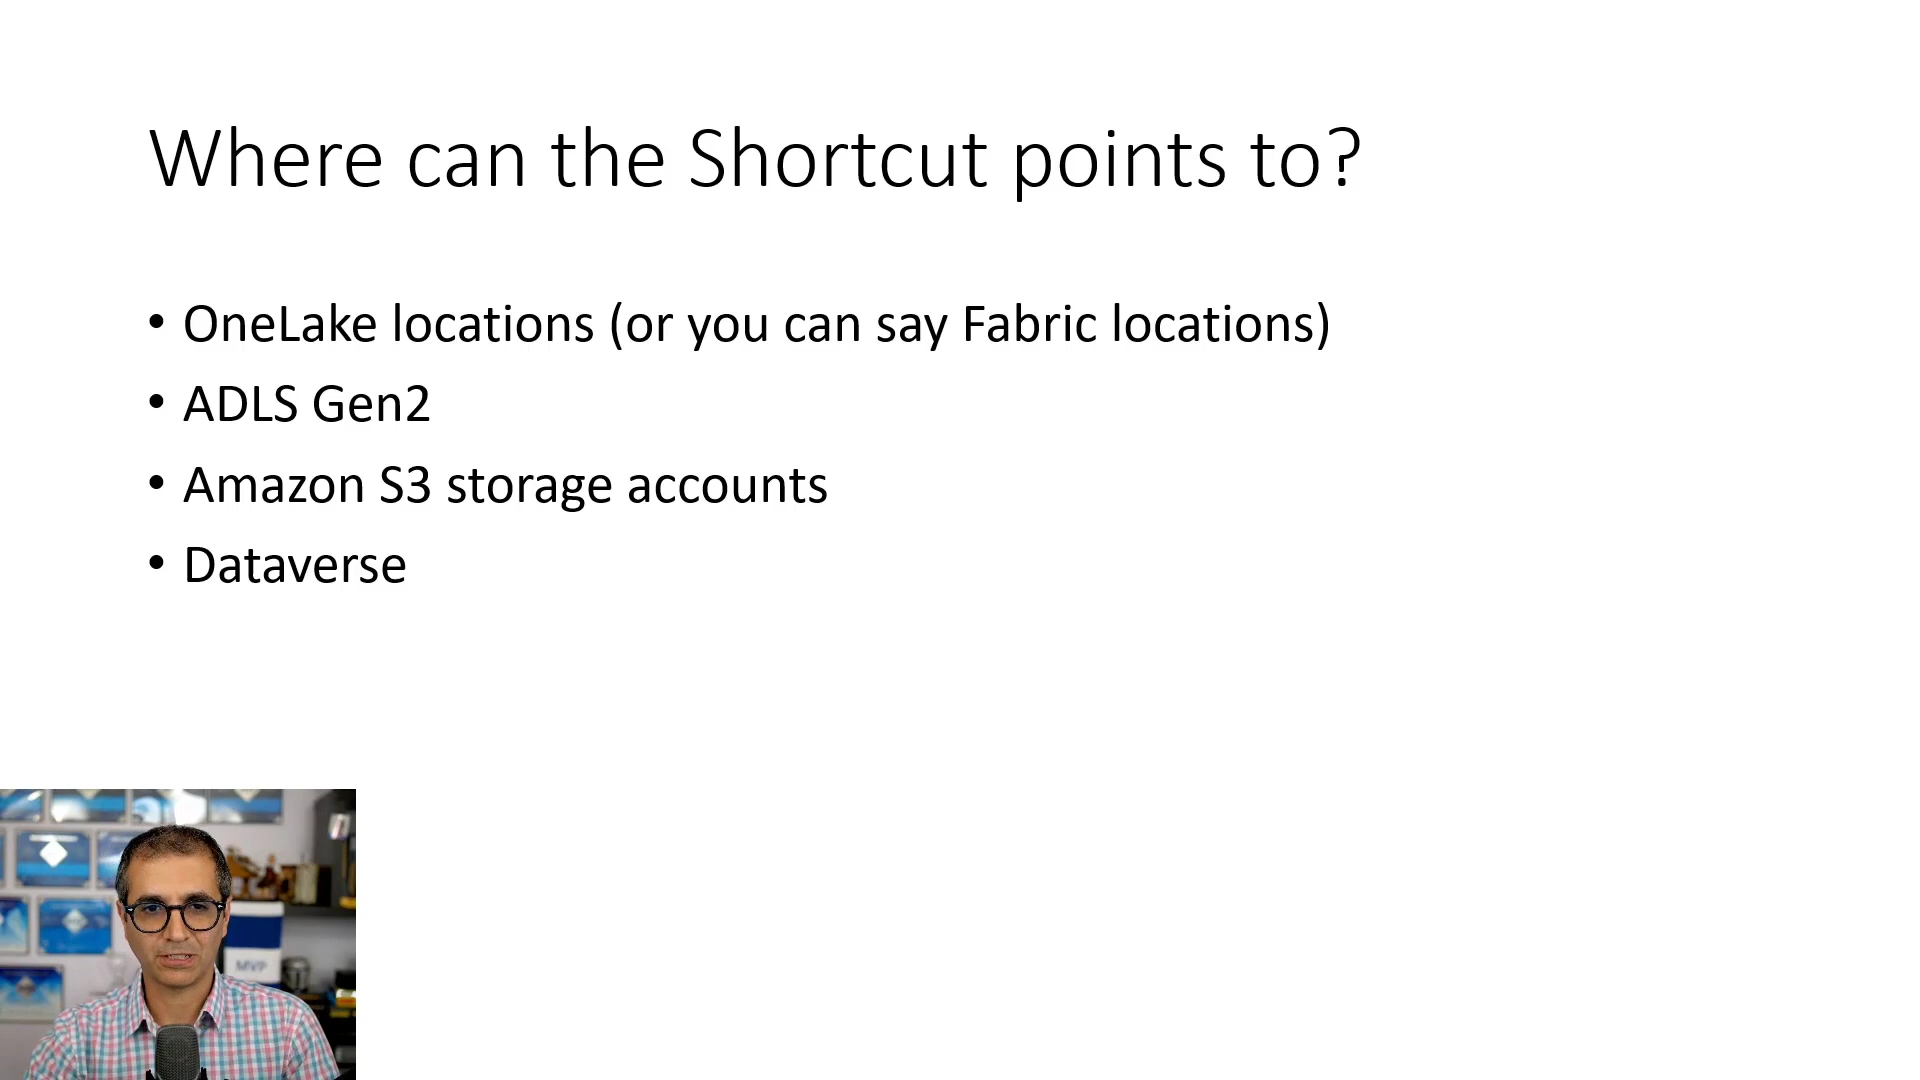 Where can the Shortcut points to?
• OneLake locations (or you can say Fabric locations)
• ADLS Gen2
• Amazon S3 storage accounts
• Dataverse
MVP